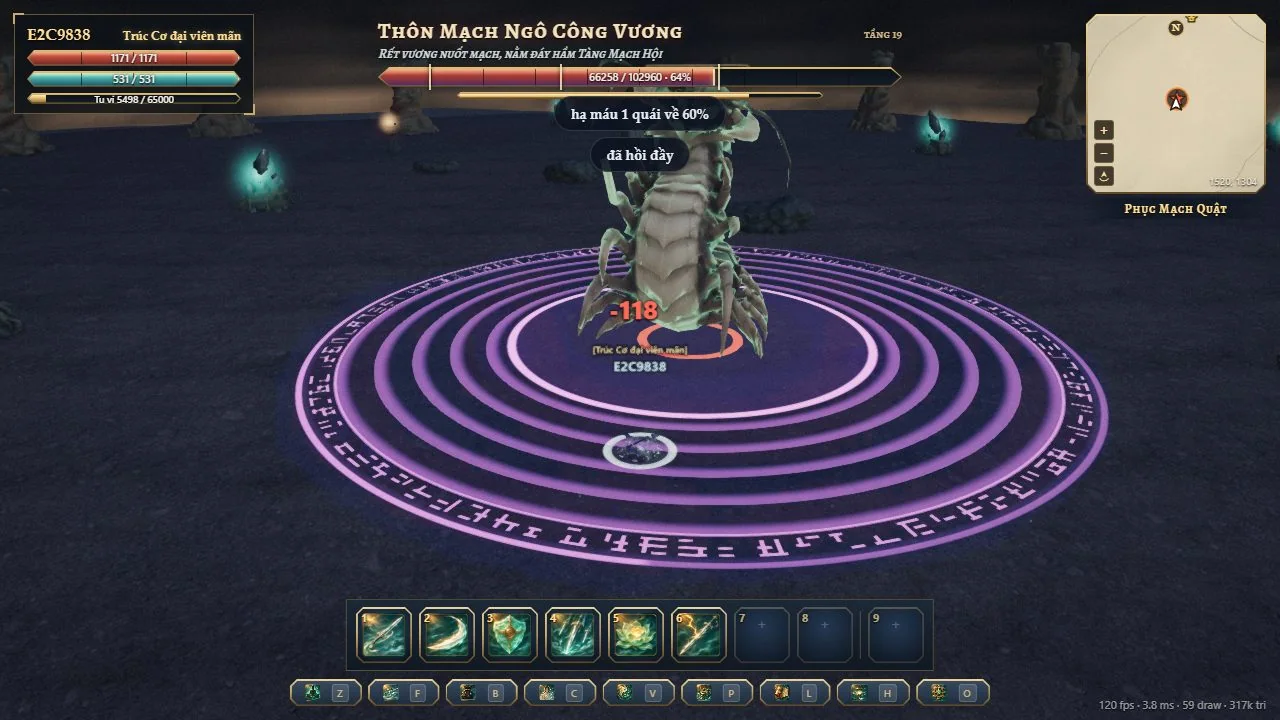 E2C9838
Trúc Cơ đại viên mãn
1171 / 1171
531 / 531
Tu vi 5498 / 65000
Thôn Mạch Ngô Công Vương
TẦNG 19
Rết vương nuốt mạch, nằm đáy hầm Tàng Mạch Hội
66258 / 102960 · 64%
hạ máu 1 quái về 60%
đã hồi đầy
N
+
−
1520, 1304
Phục Mạch Quật
-118
[Trúc Cơ đại viên mãn]
E2C9838
1 2 3 4 5 6 7 8 9
+ + +
Z F B C V P L H O
120 fps · 3.8 ms · 59 draw · 317k tri